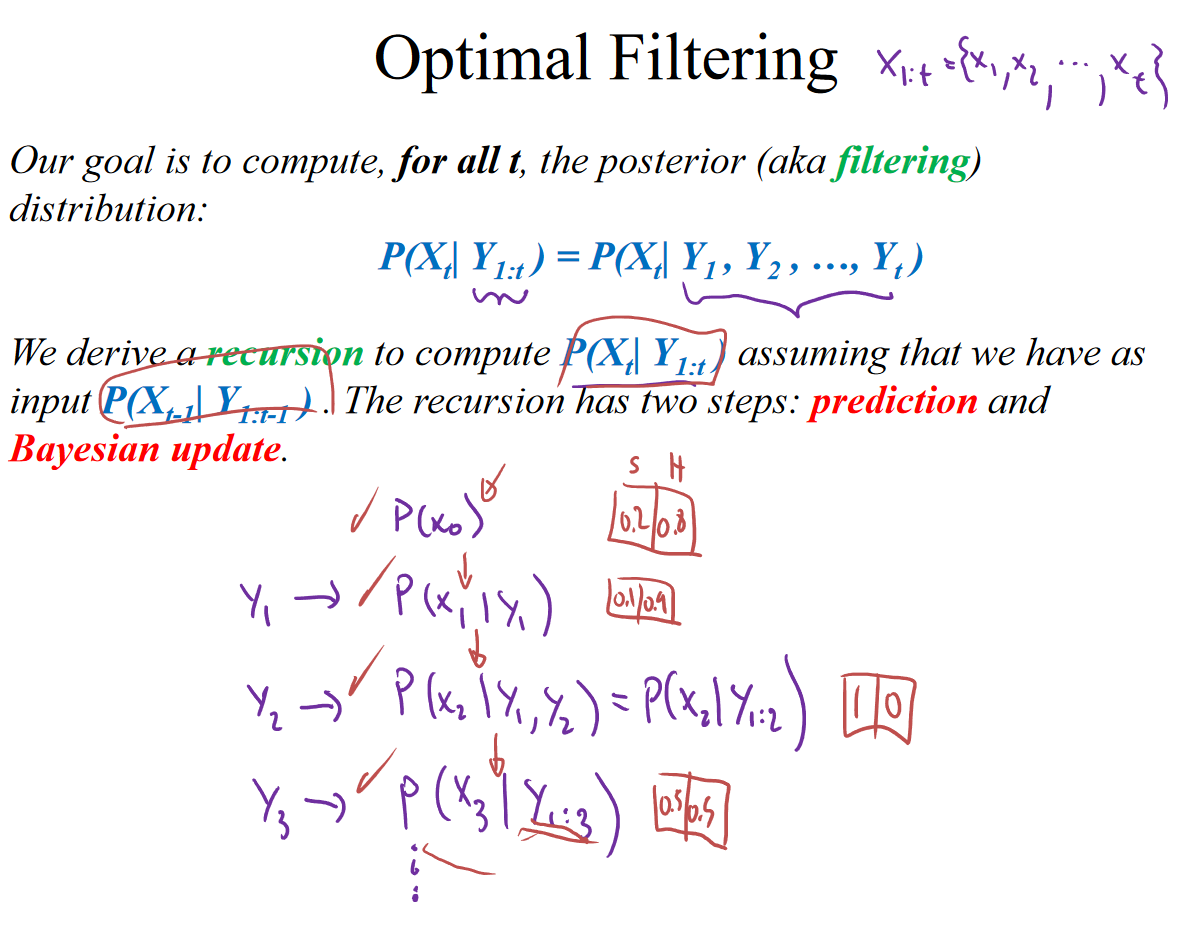 Optimal Filtering X1:t = {x1, x2, ..., xt}
Our goal is to compute, for all t, the posterior (aka filtering)
distribution:
P(Xt| Y1:t ) = P(Xt| Y1 , Y2 , ..., Yt )
We derive a recursion to compute P(Xt| Y1:t ) assuming that we have as
input P(Xt-1| Y1:t-1 ) . The recursion has two steps: prediction and
Bayesian update.
S H
P(x0) 0.2 0.8
Y1 → P(x1|Y1) 0.1 0.9
Y2 → P(x2|Y1,Y2) = P(x2|Y1:2) 1 0
Y3 → P(x3|Y1:3) 0.5 0.5